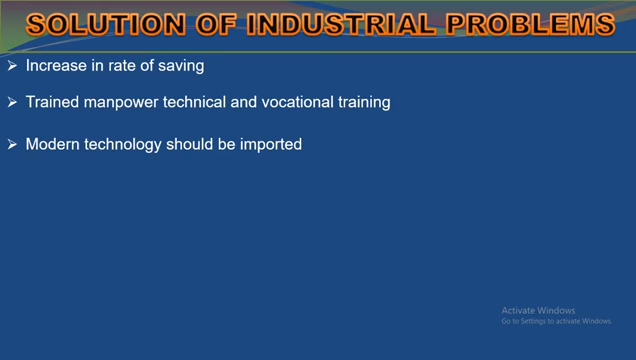 SOLUTION OF INDUSTRIAL PROBLEMS
➢ Increase in rate of saving
➢ Trained manpower technical and vocational training
➢ Modern technology should be imported
Activate Windows
Go to Settings to activate Windows.